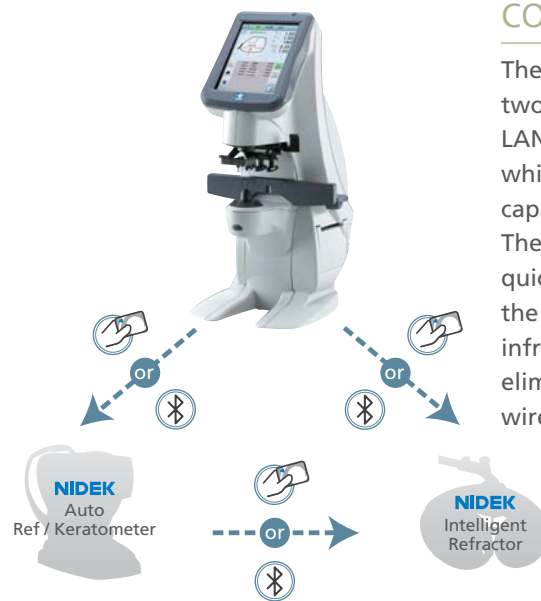 CO
The
two
LAN
whi
capa
The
quic
the
infr
elim
wire
or
or
NIDEK
Auto
Ref / Keratometer
or
NIDEK
Intelligent
Refractor